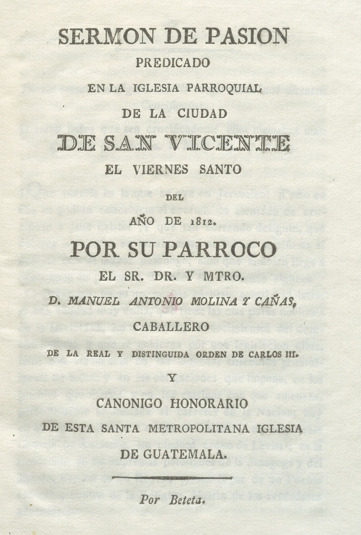 SERMON DE PASION
PREDICADO
EN LA IGLESIA PARROQUIAL
DE LA CIUDAD
DE SAN VICENTE
EL VIERNES SANTO
DEL
AÑO DE 1812.
POR SU PARROCO
EL SR. DR. Y MTRO.
D. MANUEL ANTONIO MOLINA Y CAÑAS,
CABALLERO
DE LA REAL Y DISTINGUIDA ORDEN DE CARLOS III.
Y
CANONIGO HONORARIO
DE ESTA SANTA METROPOLITANA IGLESIA
DE GUATEMALA.
Por Beteta.